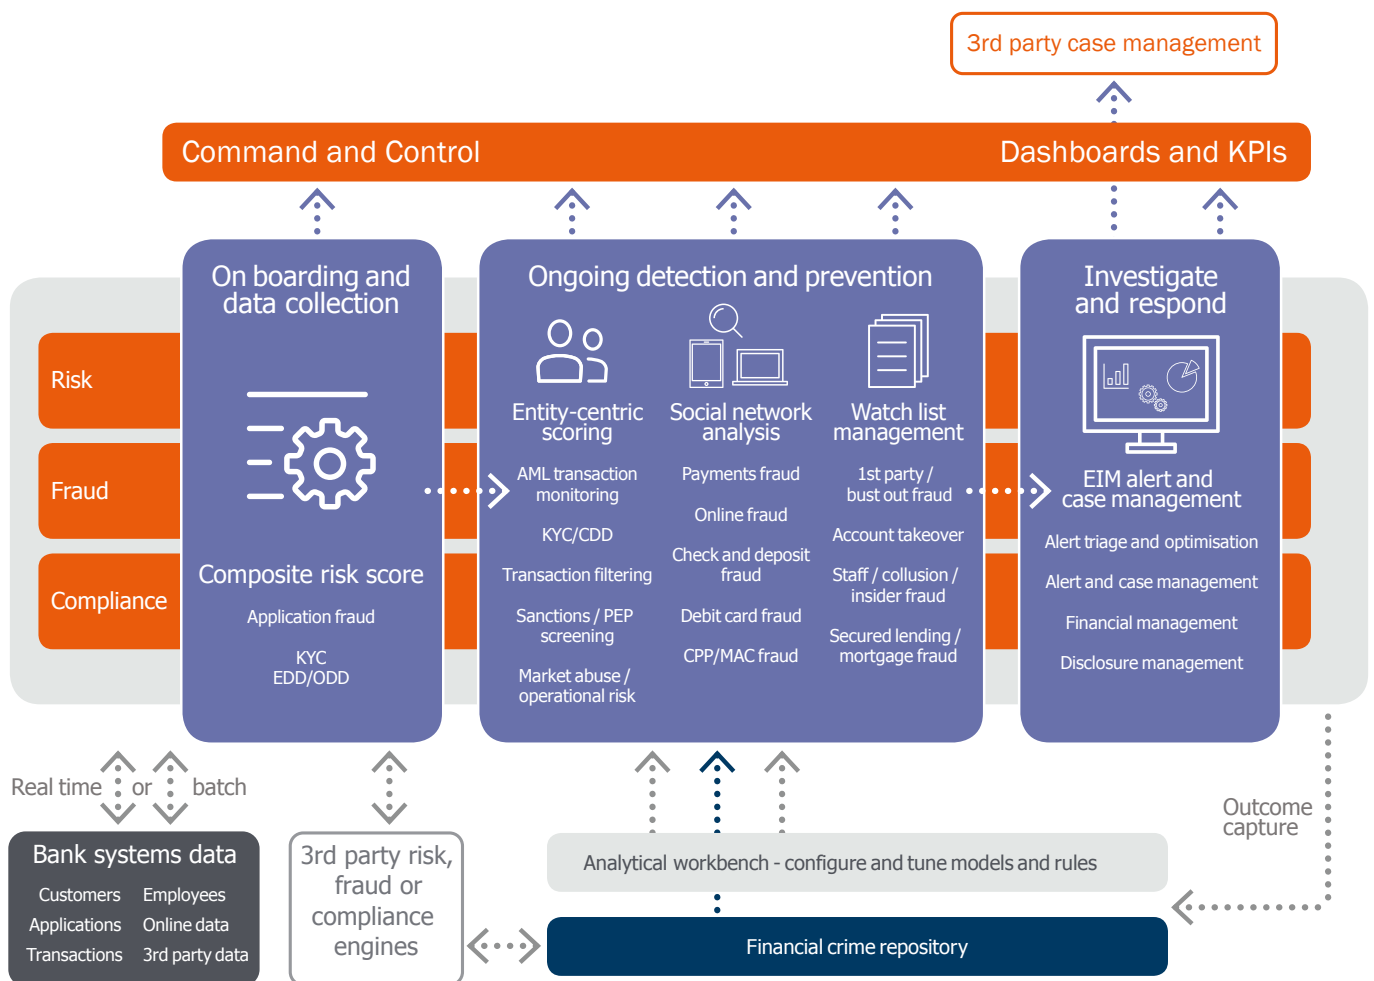 3rd party case management
Command and Control
Dashboards and KPIs
On boarding and
data collection
Composite risk score
Application fraud
KYC
EDD/ODD
Ongoing detection and prevention
Entity-centric
scoring
AML transaction
monitoring
KYC/CDD
Transaction filtering
Sanctions / PEP
screening
Market abuse /
operational risk
Social network
analysis
Payments fraud
Online fraud
Check and deposit
fraud
Debit card fraud
CPP/MAC fraud
Watch list
management
1st party /
bust out fraud
Account takeover
Staff / collusion /
insider fraud
Secured lending /
mortgage fraud
Investigate
and respond
EIM alert and
case management
Alert triage and optimisation
Alert and case management
Financial management
Disclosure management
Risk
Fraud
Compliance
Real time or batch
Bank systems data
Customers Employees
Applications Online data
Transactions 3rd party data
3rd party risk,
fraud or
compliance
engines
Analytical workbench - configure and tune models and rules
Financial crime repository
Outcome
capture